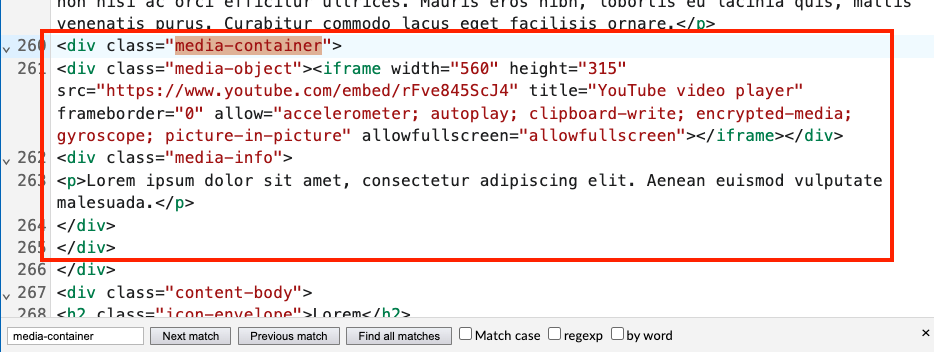 non nisi ac orci efficitur ultrices. Mauris eros nibh, lobortis eu lacinia quis, mattis
venenatis purus. Curabitur commodo lacus eget facilisis ornare.</p>
260 <div class="media-container">
261 <div class="media-object"><iframe width="560" height="315"
src="https://www.youtube.com/embed/rFve845ScJ4" title="YouTube video player"
frameborder="0" allow="accelerometer; autoplay; clipboard-write; encrypted-media;
gyroscope; picture-in-picture" allowfullscreen="allowfullscreen"></iframe></div>
262 <div class="media-info">
263 <p>Lorem ipsum dolor sit amet, consectetur adipiscing elit. Aenean euismod vulputate
malesuada.</p>
264 </div>
265 </div>
266 </div>
267 <div class="content-body">
268 <h2 class="icon-envelope">Lorem</h2>
media-container Next match Previous match Find all matches Match case regexp by word ×